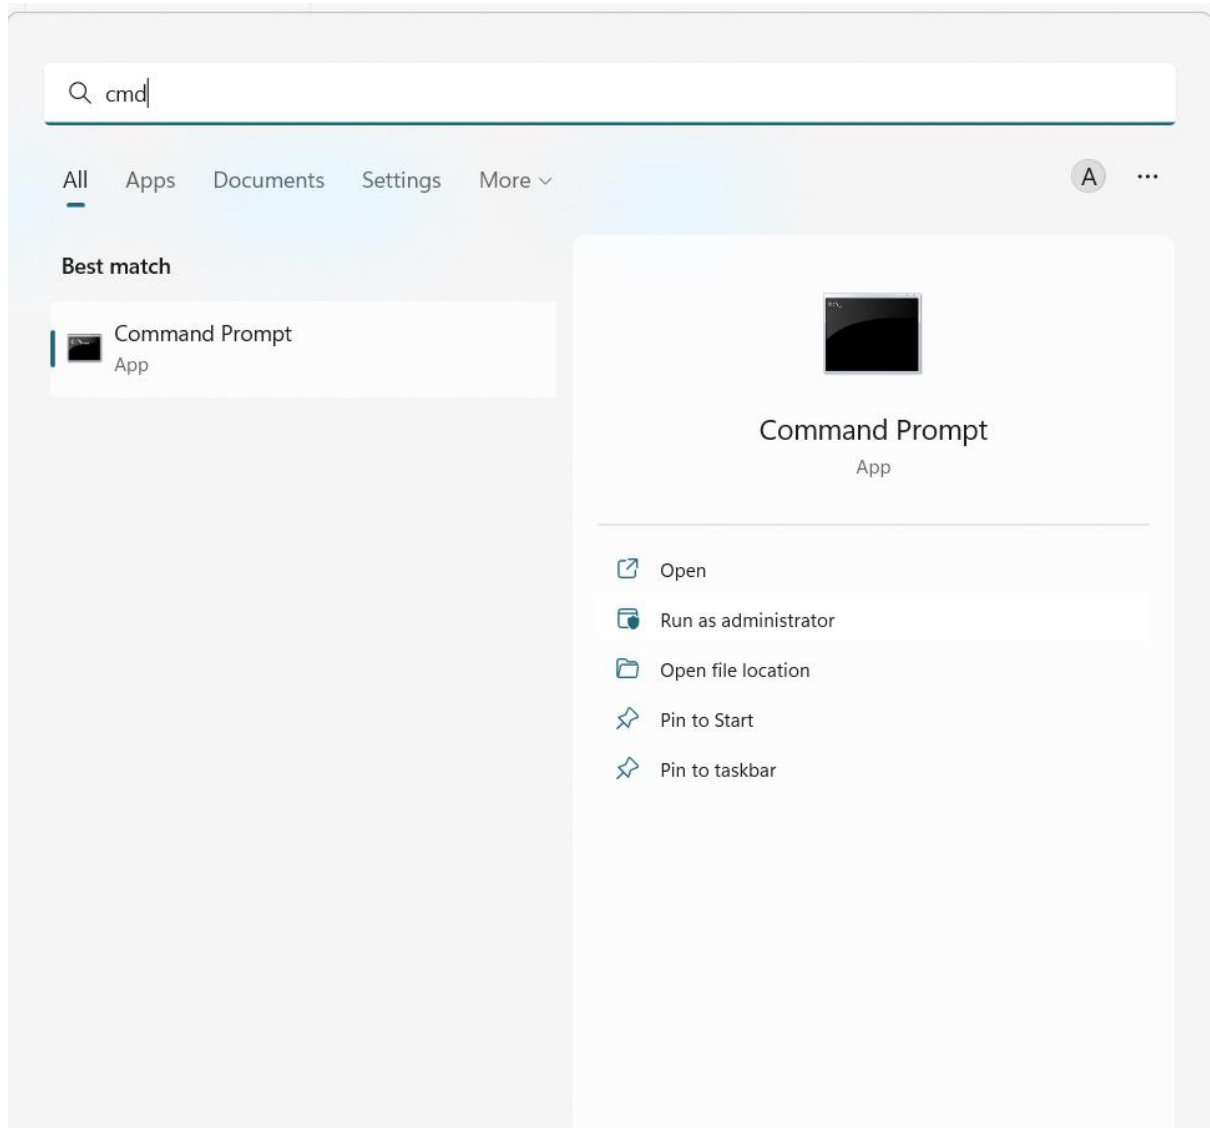 cmd
All Apps Documents Settings More
A ...
Best match
Command Prompt
App
Command Prompt
App
Open
Run as administrator
Open file location
Pin to Start
Pin to taskbar